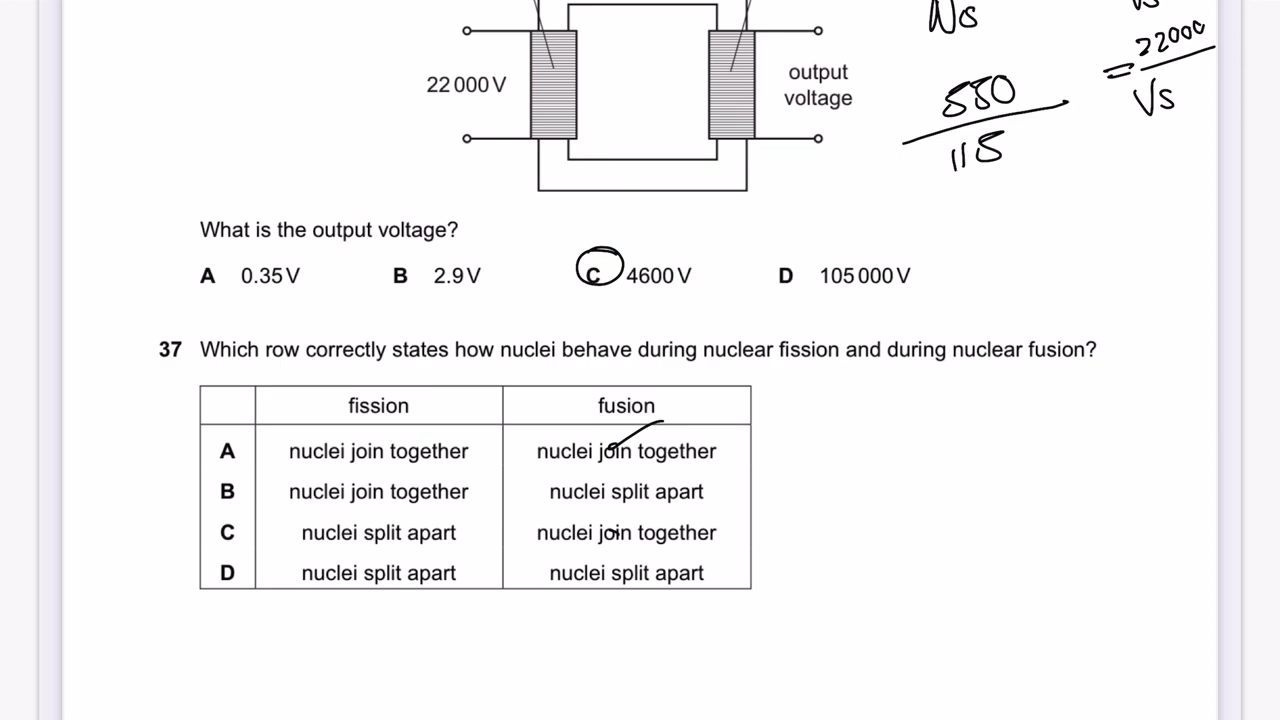 Ns
Vs
= 22000
Vs
550
115
22 000 V
output
voltage
What is the output voltage?
A 0.35 V B 2.9 V C 4600 V D 105 000 V
37 Which row correctly states how nuclei behave during nuclear fission and during nuclear fusion?
fission fusion
A nuclei join together nuclei join together
B nuclei join together nuclei split apart
C nuclei split apart nuclei join together
D nuclei split apart nuclei split apart